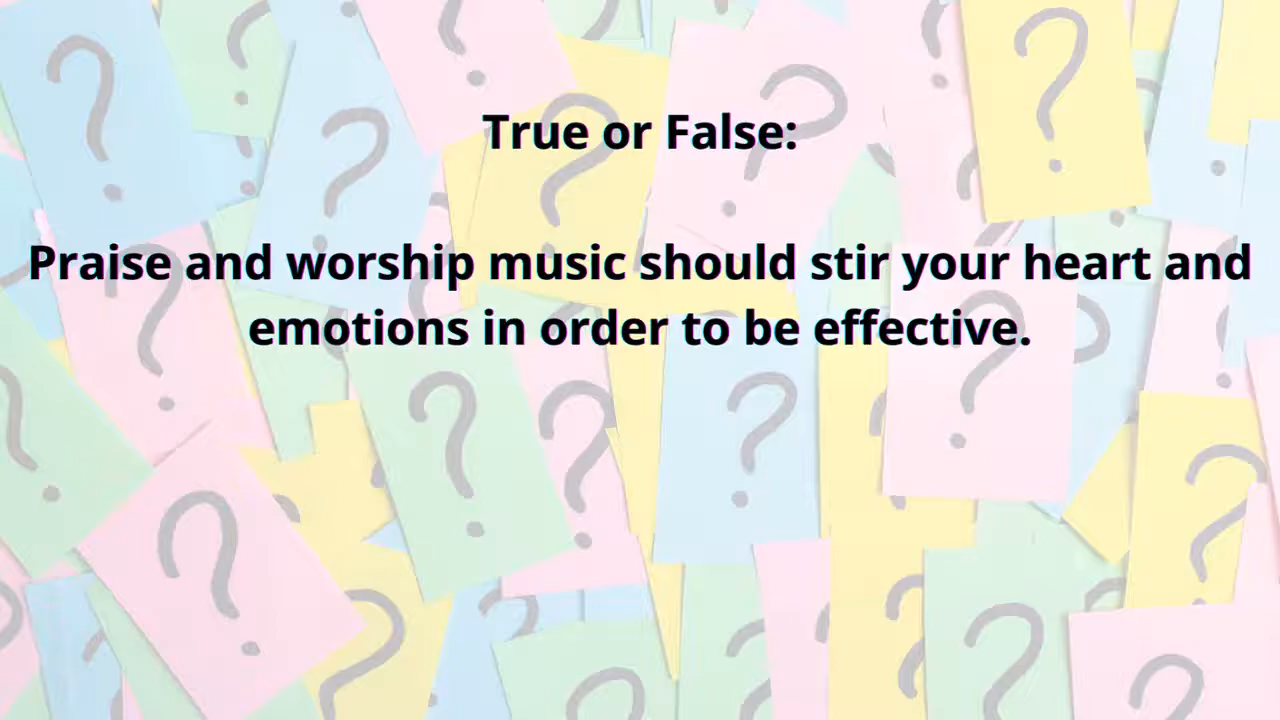 True or False:
Praise and worship music should stir your heart and
emotions in order to be effective.